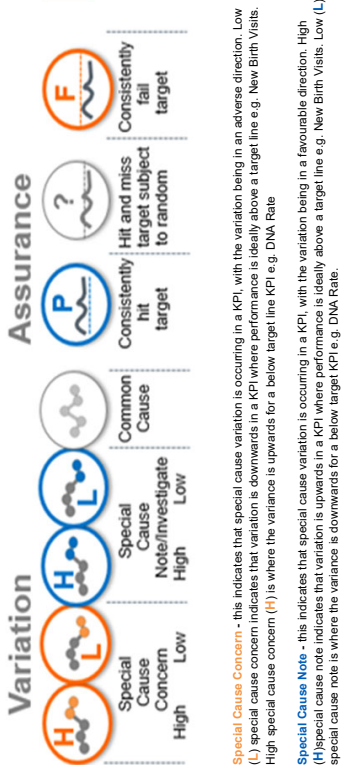 Variation
Assurance
H
L
H
L
P
?
F
Special
Cause
Concern
High Low
Special
Cause
Note/Investigate
High Low
Common
Cause
Consistently
hit
target
Hit and miss
target subject
to random
Consistently
fail
target
Special Cause Concern - this indicates that special cause variation is occurring in a KPI, with the variation being in an adverse direction. Low
(L) special cause concern indicates that variation is downwards in a KPI where performance is ideally above a target line e.g. New Birth Visits.
High special cause concern (H) is where the variance is upwards for a below target line KPI e.g. DNA Rate
Special Cause Note - this indicates that special cause variation is occurring in a KPI, with the variation being in a favourable direction. High
(H)special cause note indicates that variation is upwards in a KPI where performance is ideally above a target line e.g. New Birth Visits. Low (L)
special cause note is where the variance is downwards for a below target KPI e.g. DNA Rate.